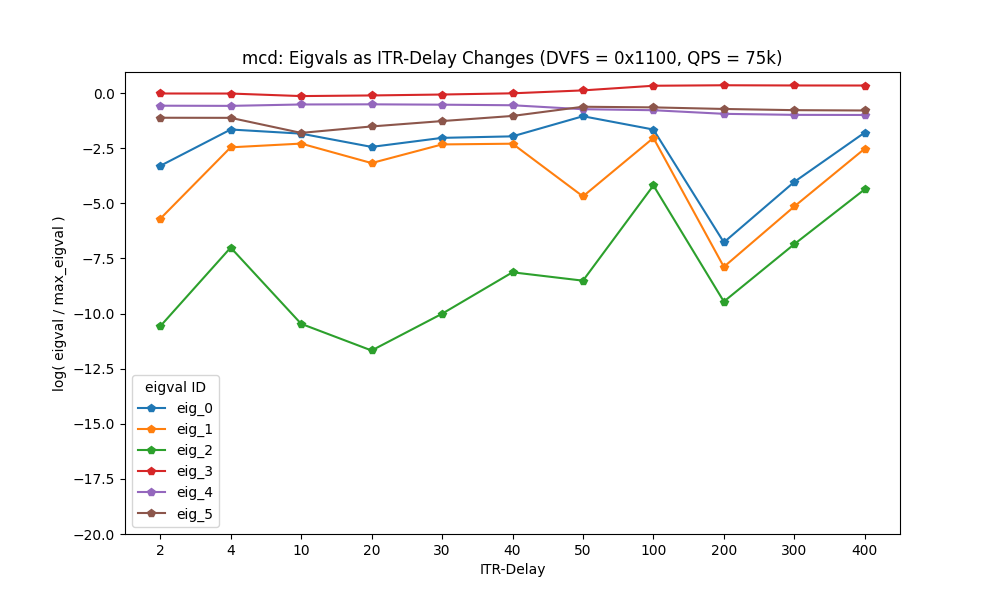 mcd: Eigvals as ITR-Delay Changes (DVFS = 0x1100, QPS = 75k)
log( eigval / max_eigval )
0.0
−2.5
−5.0
−7.5
−10.0
−12.5
−15.0
−17.5
−20.0
eigval ID
eig_0
eig_1
eig_2
eig_3
eig_4
eig_5
2 4 10 20 30 40 50 100 200 300 400
ITR-Delay